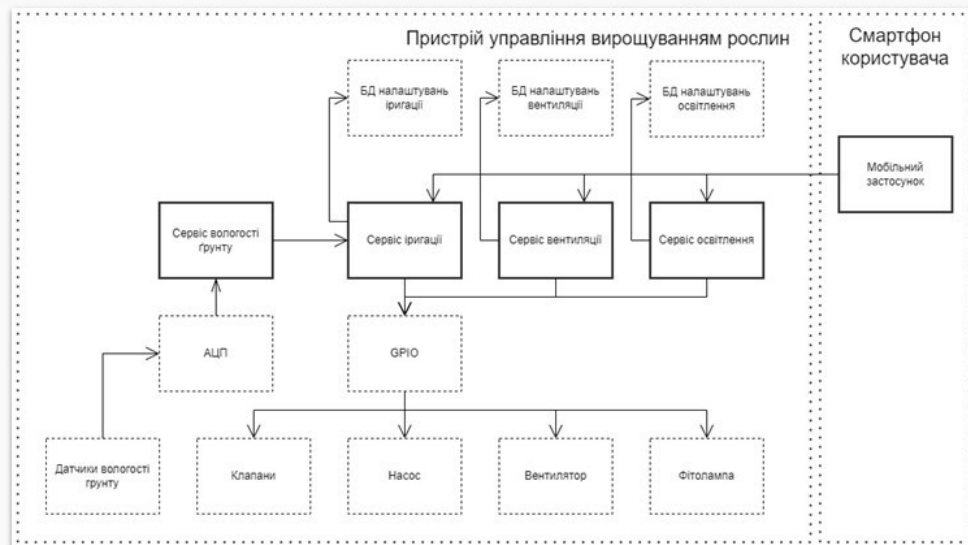 Пристрій управління вирощуванням рослин
Смартфон
користувача
БД налаштувань
іригації
БД налаштувань
вентиляції
БД налаштувань
освітлення
Мобільний
застосунок
Сервіс вологості
ґрунту
Сервіс іригації
Сервіс вентиляції
Сервіс освітлення
АЦП
GPIO
Датчики вологості
ґрунту
Клапани
Насос
Вентилятор
Фітолампа